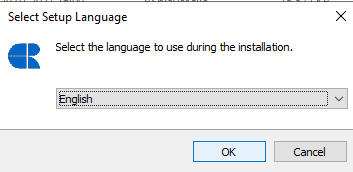 Select Setup Language
Select the language to use during the installation.
English
OK
Cancel